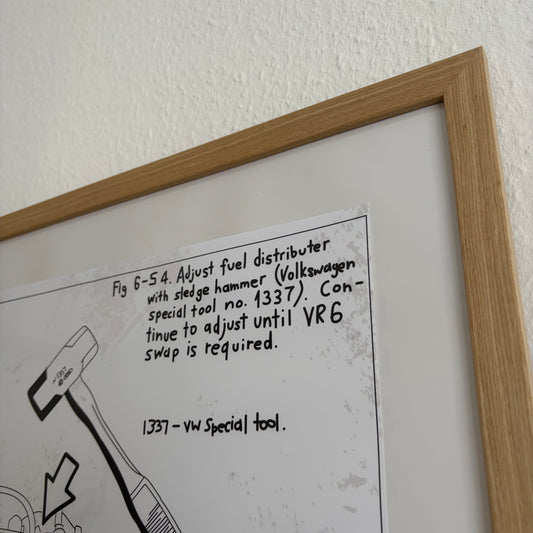 Fig 6-54. Adjust fuel distributer
with sledge hammer (Volkswagen
special tool no. 1337). Con-
tinue to adjust until VR6
swap is required.
1337
1337-VW Special tool.